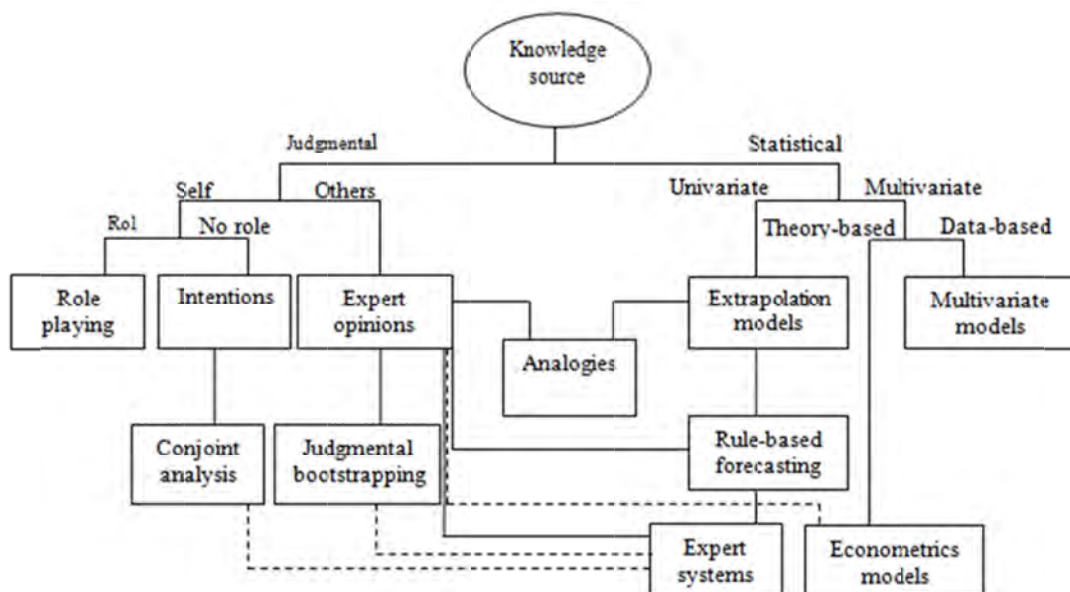 Knowledge
source
Judgmental
Statistical
Self
Others
Univariate
Multivariate
Rol
No role
Theory-based
Data-based
Role
playing
Intentions
Expert
opinions
Analogies
Extrapolation
models
Multivariate
models
Conjoint
analysis
Judgmental
bootstrapping
Rule-based
forecasting
Expert
systems
Econometrics
models